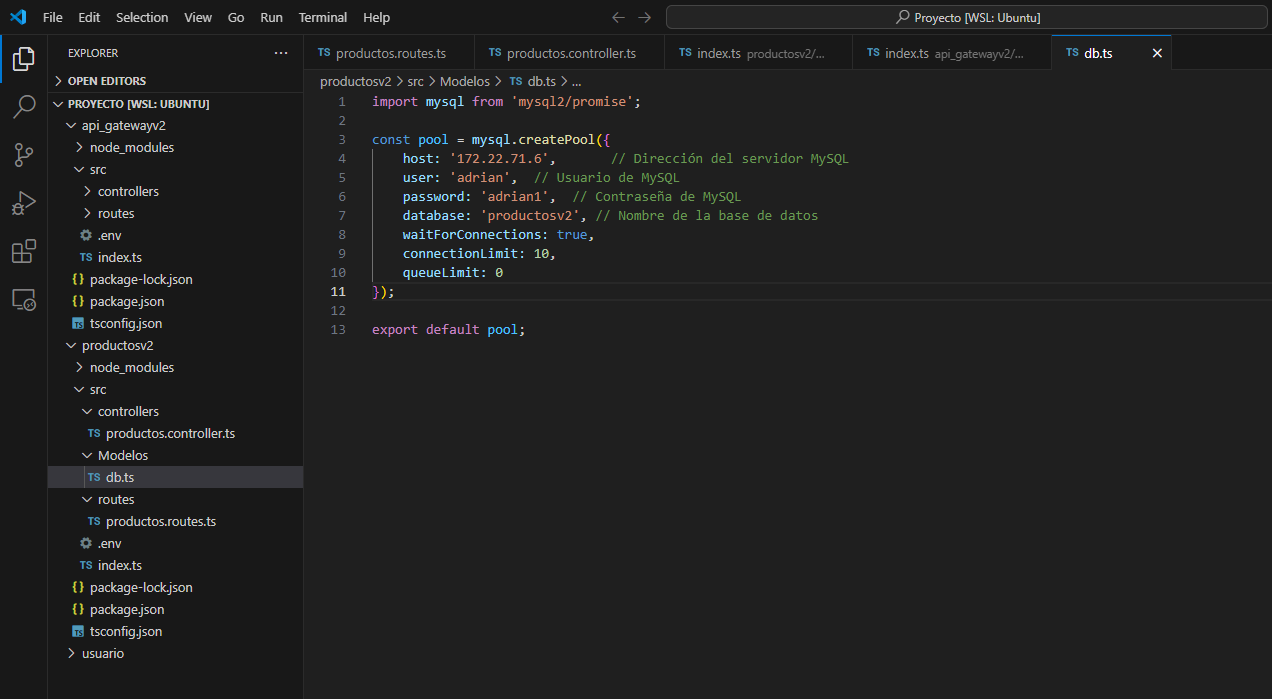 File Edit Selection View Go Run Terminal Help
Proyecto [WSL: Ubuntu]
EXPLORER
OPEN EDITORS
PROYECTO [WSL: UBUNTU]
api_gatewayv2
node_modules
src
controllers
routes
.env
TS index.ts
{} package-lock.json
{} package.json
TS tsconfig.json
productosv2
node_modules
src
controllers
TS productos.controller.ts
Modelos
TS db.ts
routes
TS productos.routes.ts
.env
TS index.ts
{} package-lock.json
{} package.json
TS tsconfig.json
usuario
TS productos.routes.ts TS productos.controller.ts TS index.ts productosv2/... TS index.ts api_gatewayv2/... TS db.ts
productosv2 > src > Modelos > TS db.ts > ...
1 import mysql from 'mysql2/promise';
2
3 const pool = mysql.createPool({
4 host: '172.22.71.6', // Dirección del servidor MySQL
5 user: 'adrian', // Usuario de MySQL
6 password: 'adrian1', // Contraseña de MySQL
7 database: 'productosv2', // Nombre de la base de datos
8 waitForConnections: true,
9 connectionLimit: 10,
10 queueLimit: 0
11 });
12
13 export default pool;